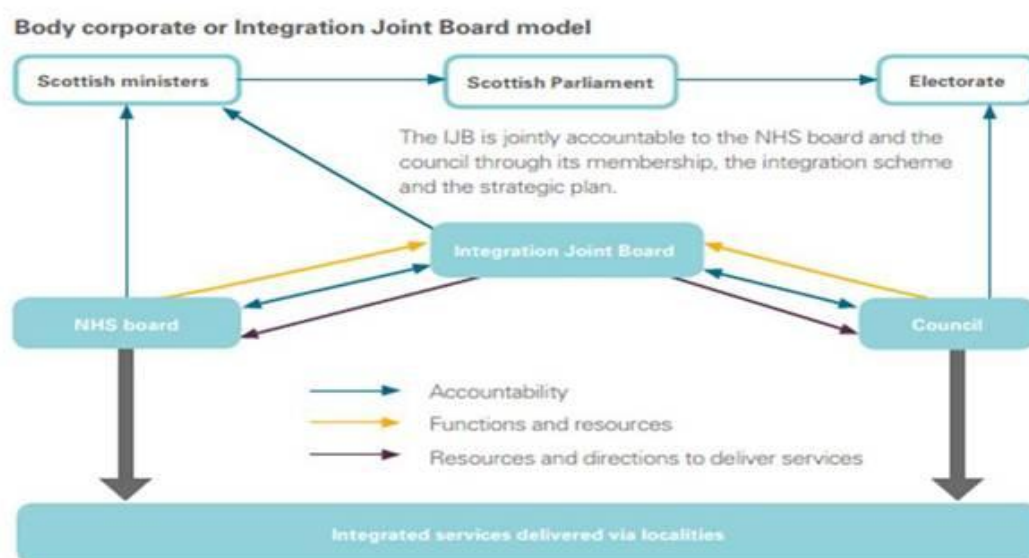 Body corporate or Integration Joint Board model
Scottish ministers
Scottish Parliament
Electorate
The IJB is jointly accountable to the NHS board and the
council through its membership, the integration scheme
and the strategic plan.
Integration Joint Board
NHS board
Council
Accountability
Functions and resources
Resources and directions to deliver services
Integrated services delivered via localities